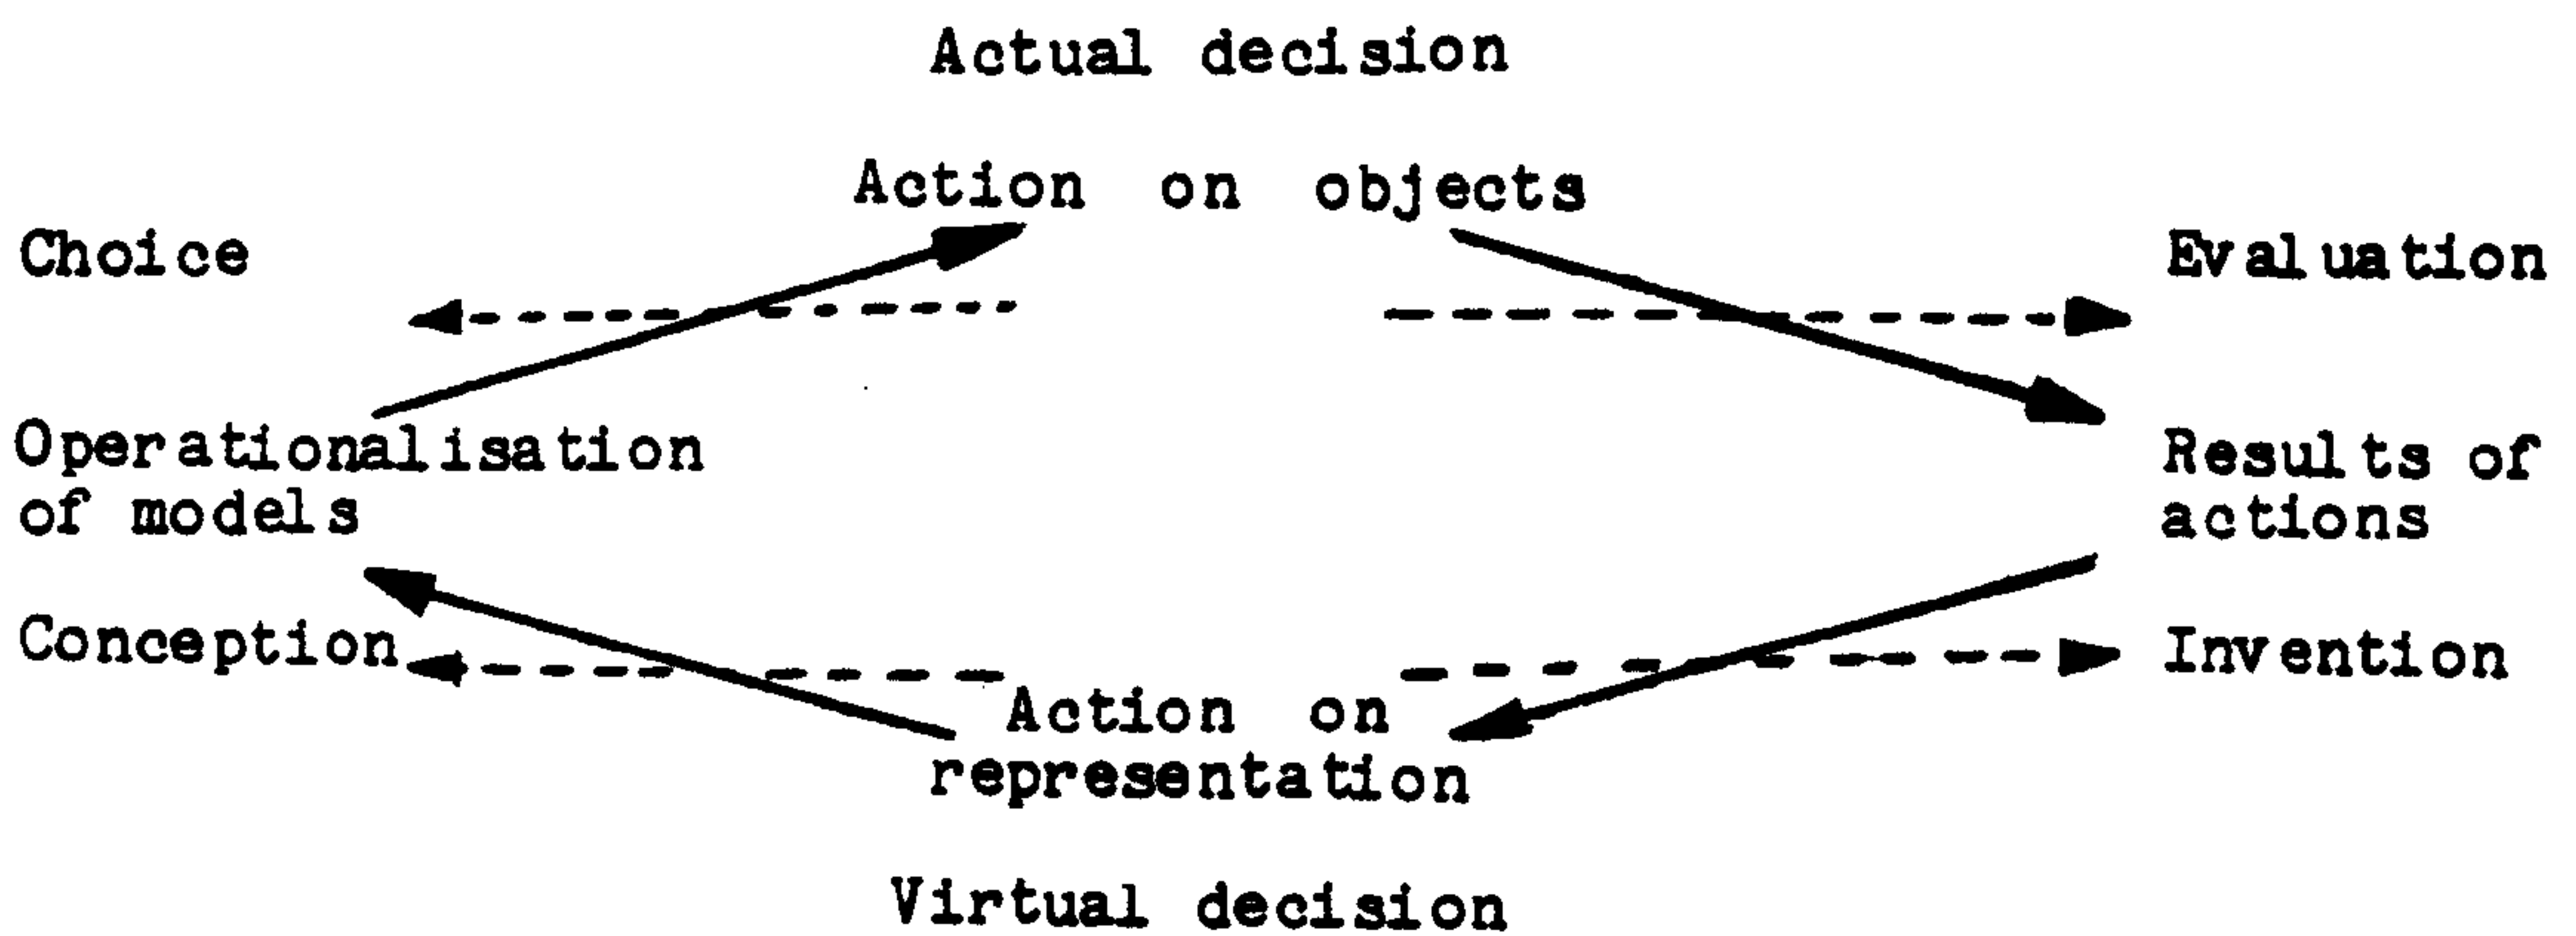 Actual decision
Action on objects
Choice
Evaluation
Operationalisation
of models
Results of
actions
Conception
Invention
Action on
representation
Virtual decision